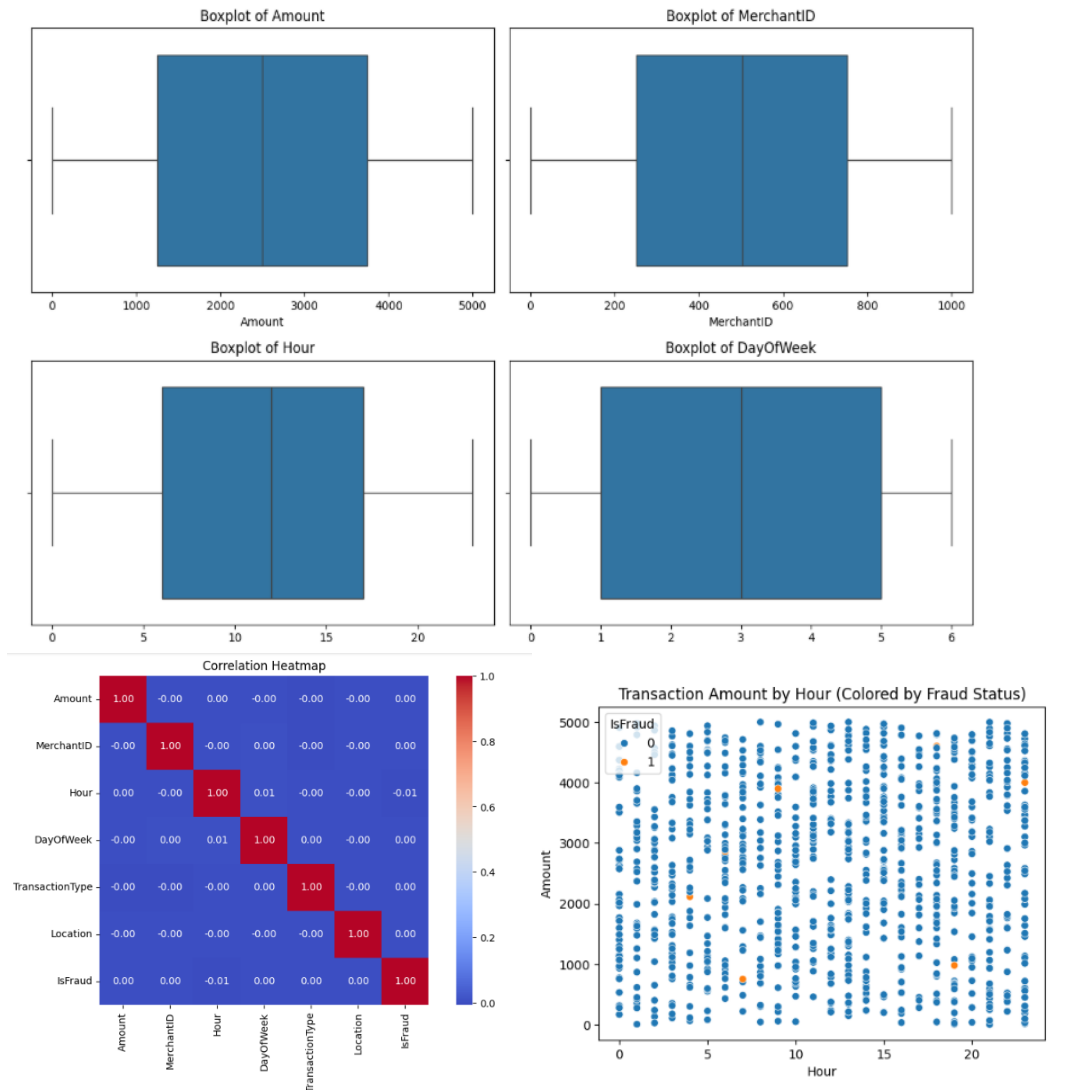 Boxplot of Amount
0 1000 2000 3000 4000 5000
Amount
Boxplot of MerchantID
0 200 400 600 800 1000
MerchantID
Boxplot of Hour
0 5 10 15 20
Boxplot of DayOfWeek
0 1 2 3 4 5 6
Correlation Heatmap
Amount 1.00 -0.00 0.00 -0.00 -0.00 -0.00 0.00
MerchantID -0.00 1.00 -0.00 0.00 -0.00 -0.00 0.00
Hour 0.00 -0.00 1.00 0.01 -0.00 -0.00 -0.01
DayOfWeek -0.00 0.00 0.01 1.00 0.00 -0.00 0.00
TransactionType -0.00 -0.00 -0.00 0.00 1.00 -0.00 0.00
Location -0.00 -0.00 -0.00 -0.00 -0.00 1.00 0.00
IsFraud 0.00 0.00 -0.01 0.00 0.00 0.00 1.00
Amount
MerchantID
Hour
DayOfWeek
TransactionType
Location
IsFraud
1.0
0.8
0.6
0.4
0.2
0.0
Transaction Amount by Hour (Colored by Fraud Status)
IsFraud
0
1
5000
4000
3000
2000
1000
0
Amount
0 5 10 15 20
Hour